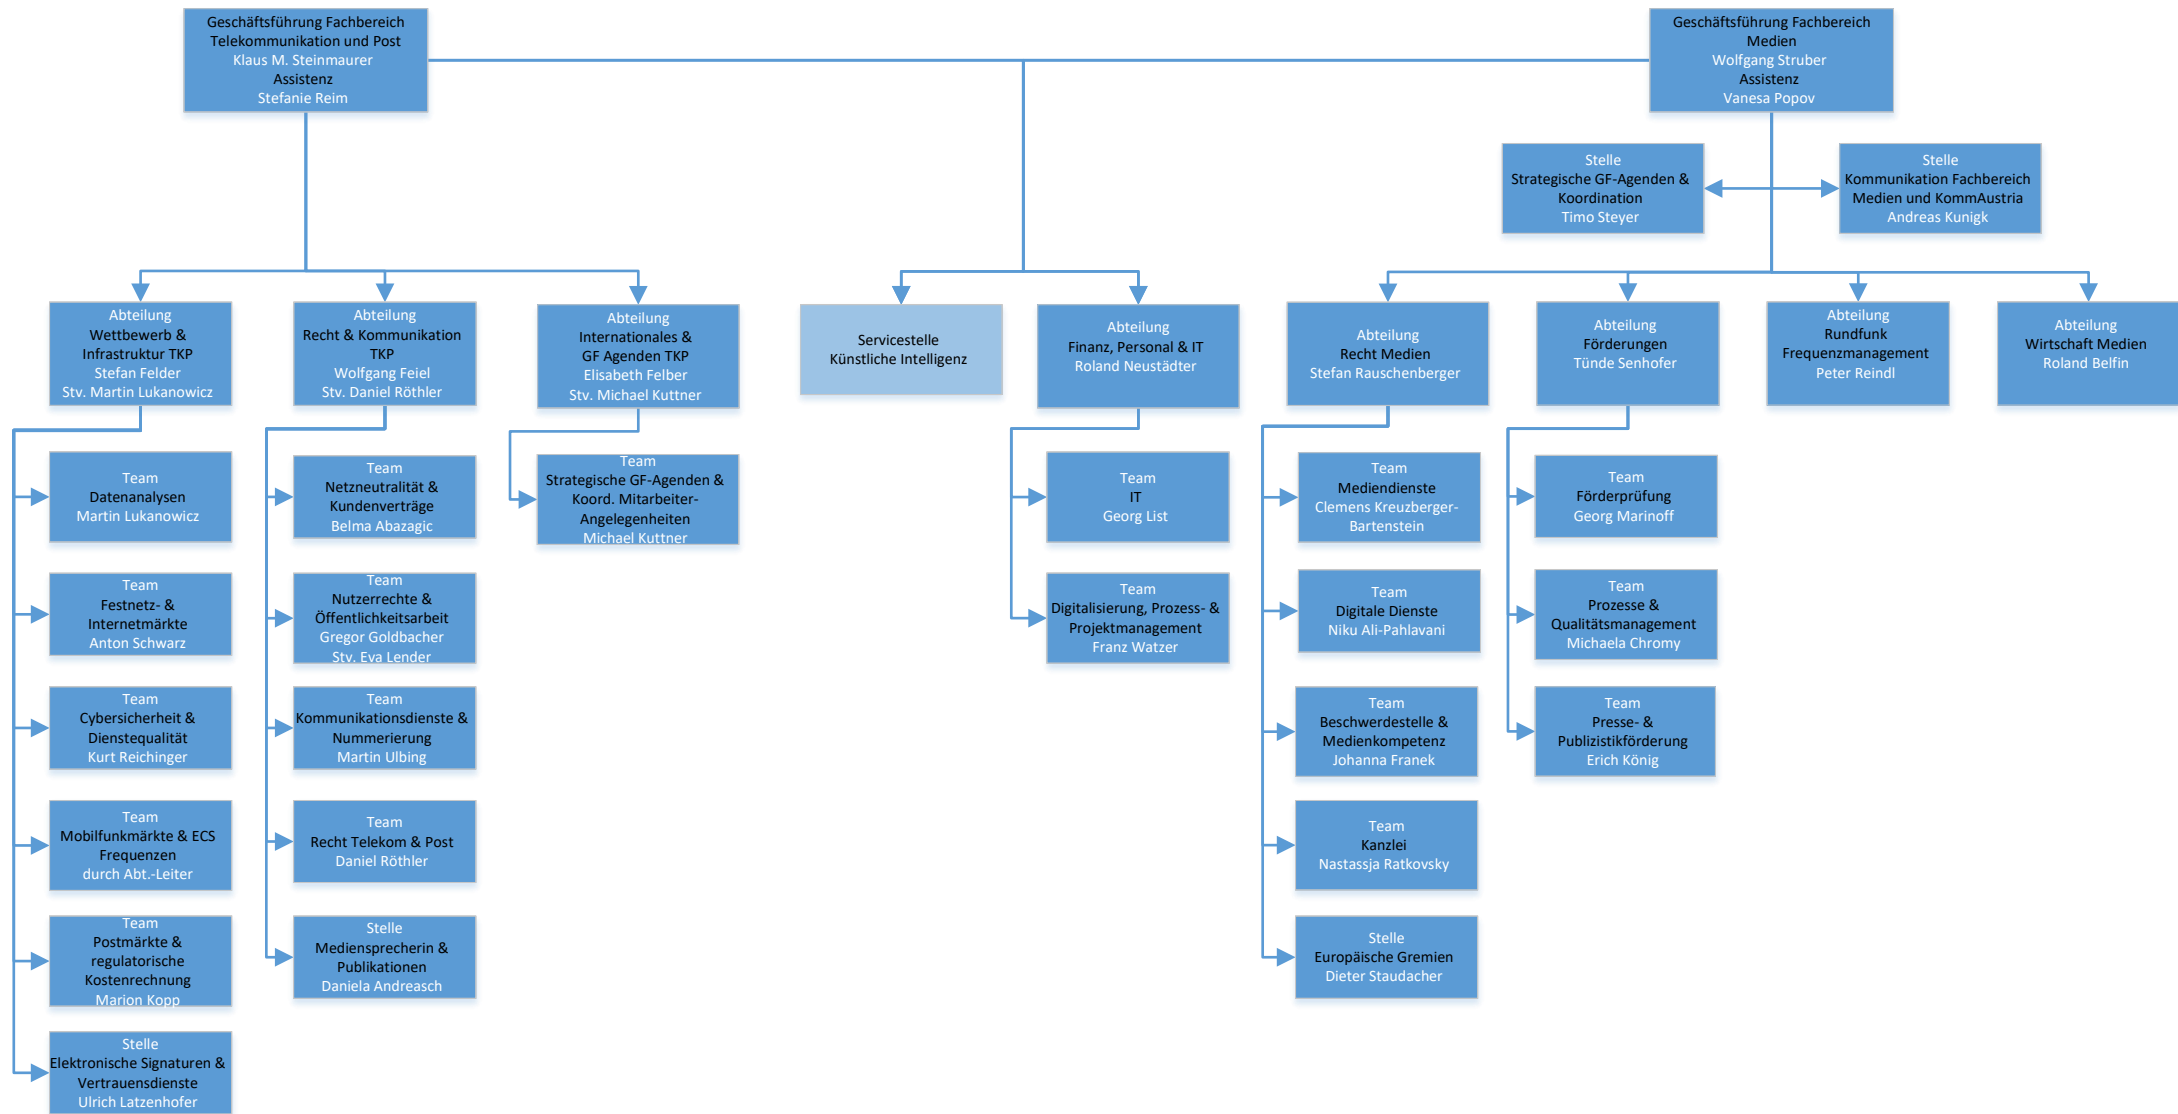 Geschäftsführung Fachbereich
Telekommunikation und Post
Klaus M. Steinmaurer
Assistenz
Stefanie Reim
Geschäftsführung Fachbereich
Medien
Wolfgang Struber
Assistenz
Vanesa Popov
Stelle
Strategische GF-Agenden &
Koordination
Timo Steyer
Stelle
Kommunikation Fachbereich
Medien und KommAustria
Andreas Kunigk
Abteilung
Wettbewerb &
Infrastruktur TKP
Stefan Felder
Stv. Martin Lukanowicz
Abteilung
Recht & Kommunikation
TKP
Wolfgang Feiel
Stv. Daniel Röthler
Abteilung
Internationales &
GF Agenden TKP
Elisabeth Felber
Stv. Michael Kuttner
Servicestelle
Künstliche Intelligenz
Abteilung
Finanz, Personal & IT
Roland Neustädter
Abteilung
Recht Medien
Stefan Rauschenberger
Abteilung
Förderungen
Tünde Senhofer
Abteilung
Rundfunk
Frequenzmanagement
Peter Reindl
Abteilung
Wirtschaft Medien
Roland Belfin
Team
Datenanalysen
Martin Lukanowicz
Team
Festnetz- &
Internetmärkte
Anton Schwarz
Team
Cybersicherheit &
Dienstequalität
Kurt Reichinger
Team
Mobilfunkmärkte & ECS
Frequenzen
durch Abt.-Leiter
Team
Postmärkte &
regulatorische
Kostenrechnung
Marion Kopp
Stelle
Elektronische Signaturen &
Vertrauensdienste
Ulrich Latzenhofer
Team
Netzneutralität &
Kundenverträge
Belma Abazagic
Team
Nutzerrechte &
Öffentlichkeitsarbeit
Gregor Goldbacher
Stv. Eva Lender
Team
Kommunikationsdienste &
Nummerierung
Martin Ulbing
Team
Recht Telekom & Post
Daniel Röthler
Stelle
Mediensprecherin &
Publikationen
Daniela Andreasch
Team
Strategische GF-Agenden &
Koord. Mitarbeiter-
Angelegenheiten
Michael Kuttner
Team
IT
Georg List
Team
Digitalisierung, Prozess- &
Projektmanagement
Franz Watzer
Team
Mediendienste
Clemens Kreuzberger-
Bartenstein
Team
Digitale Dienste
Niku Ali-Pahlavani
Team
Beschwerdestelle &
Medienkompetenz
Johanna Franek
Team
Kanzlei
Nastassja Ratkovsky
Stelle
Europäische Gremien
Dieter Staudacher
Team
Förderprüfung
Georg Marinoff
Team
Prozesse &
Qualitätsmanagement
Michaela Chromy
Team
Presse- &
Publizistikförderung
Erich König